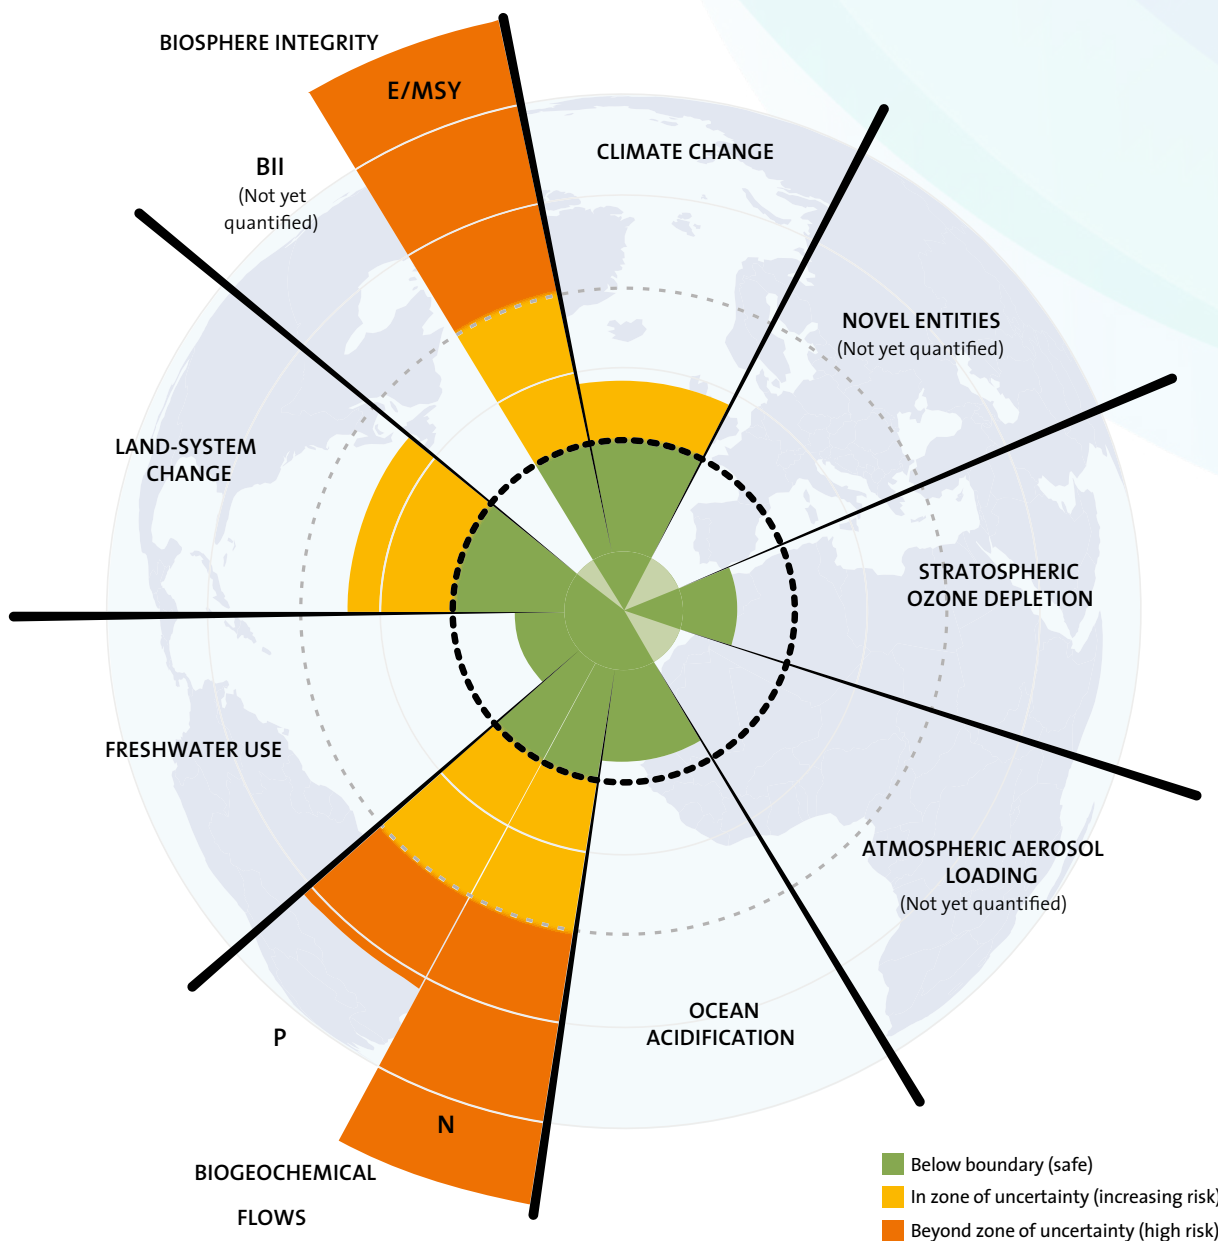 BIOSPHERE INTEGRITY
E/MSY
CLIMATE CHANGE
BII
(Not yet
quantified)
NOVEL ENTITIES
(Not yet quantified)
LAND-SYSTEM
CHANGE
STRATOSPHERIC
OZONE DEPLETION
FRESHWATER USE
ATMOSPHERIC AEROSOL
LOADING
(Not yet quantified)
OCEAN
ACIDIFICATION
P
N
BIOGEOCHEMICAL
FLOWS
Below boundary (safe)
In zone of uncertainty (increasing risk)
Beyond zone of uncertainty (high risk)